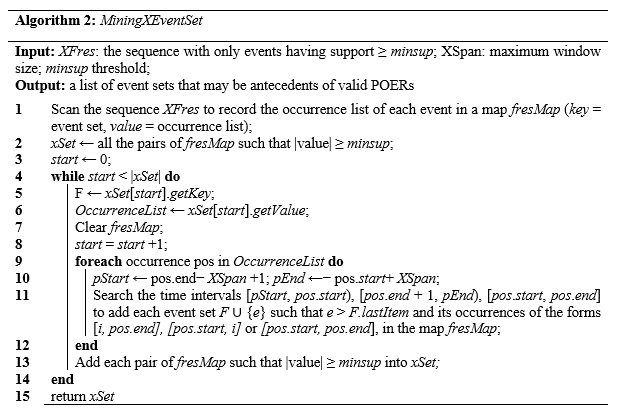 Algorithm 2: MiningXEventSet
Input: XFres: the sequence with only events having support ≥ minsup; XSpan: maximum window
size; minsup threshold;
Output: a list of event sets that may be antecedents of valid POERs
1 Scan the sequence XFres to record the occurrence list of each event in a map fresMap (key =
event set, value = occurrence list);
2 xSet ← all the pairs of fresMap such that |value| ≥ minsup;
3 start ← 0;
4 while start < |xSet| do
5 F ← xSet[start].getKey;
6 OccurrenceList ← xSet[start].getValue;
7 Clear fresMap;
8 start = start +1;
9 foreach occurrence pos in OccurrenceList do
10 pStart ← pos.end− XSpan +1; pEnd ←− pos.start+ XSpan;
11 Search the time intervals [pStart, pos.start), [pos.end + 1, pEnd), [pos.start, pos.end]
to add each event set F ∪ {e} such that e > F.lastItem and its occurrences of the forms
[i, pos.end], [pos.start, i] or [pos.start, pos.end], in the map fresMap;
12 end
13 Add each pair of fresMap such that |value| ≥ minsup into xSet;
14 end
15 return xSet